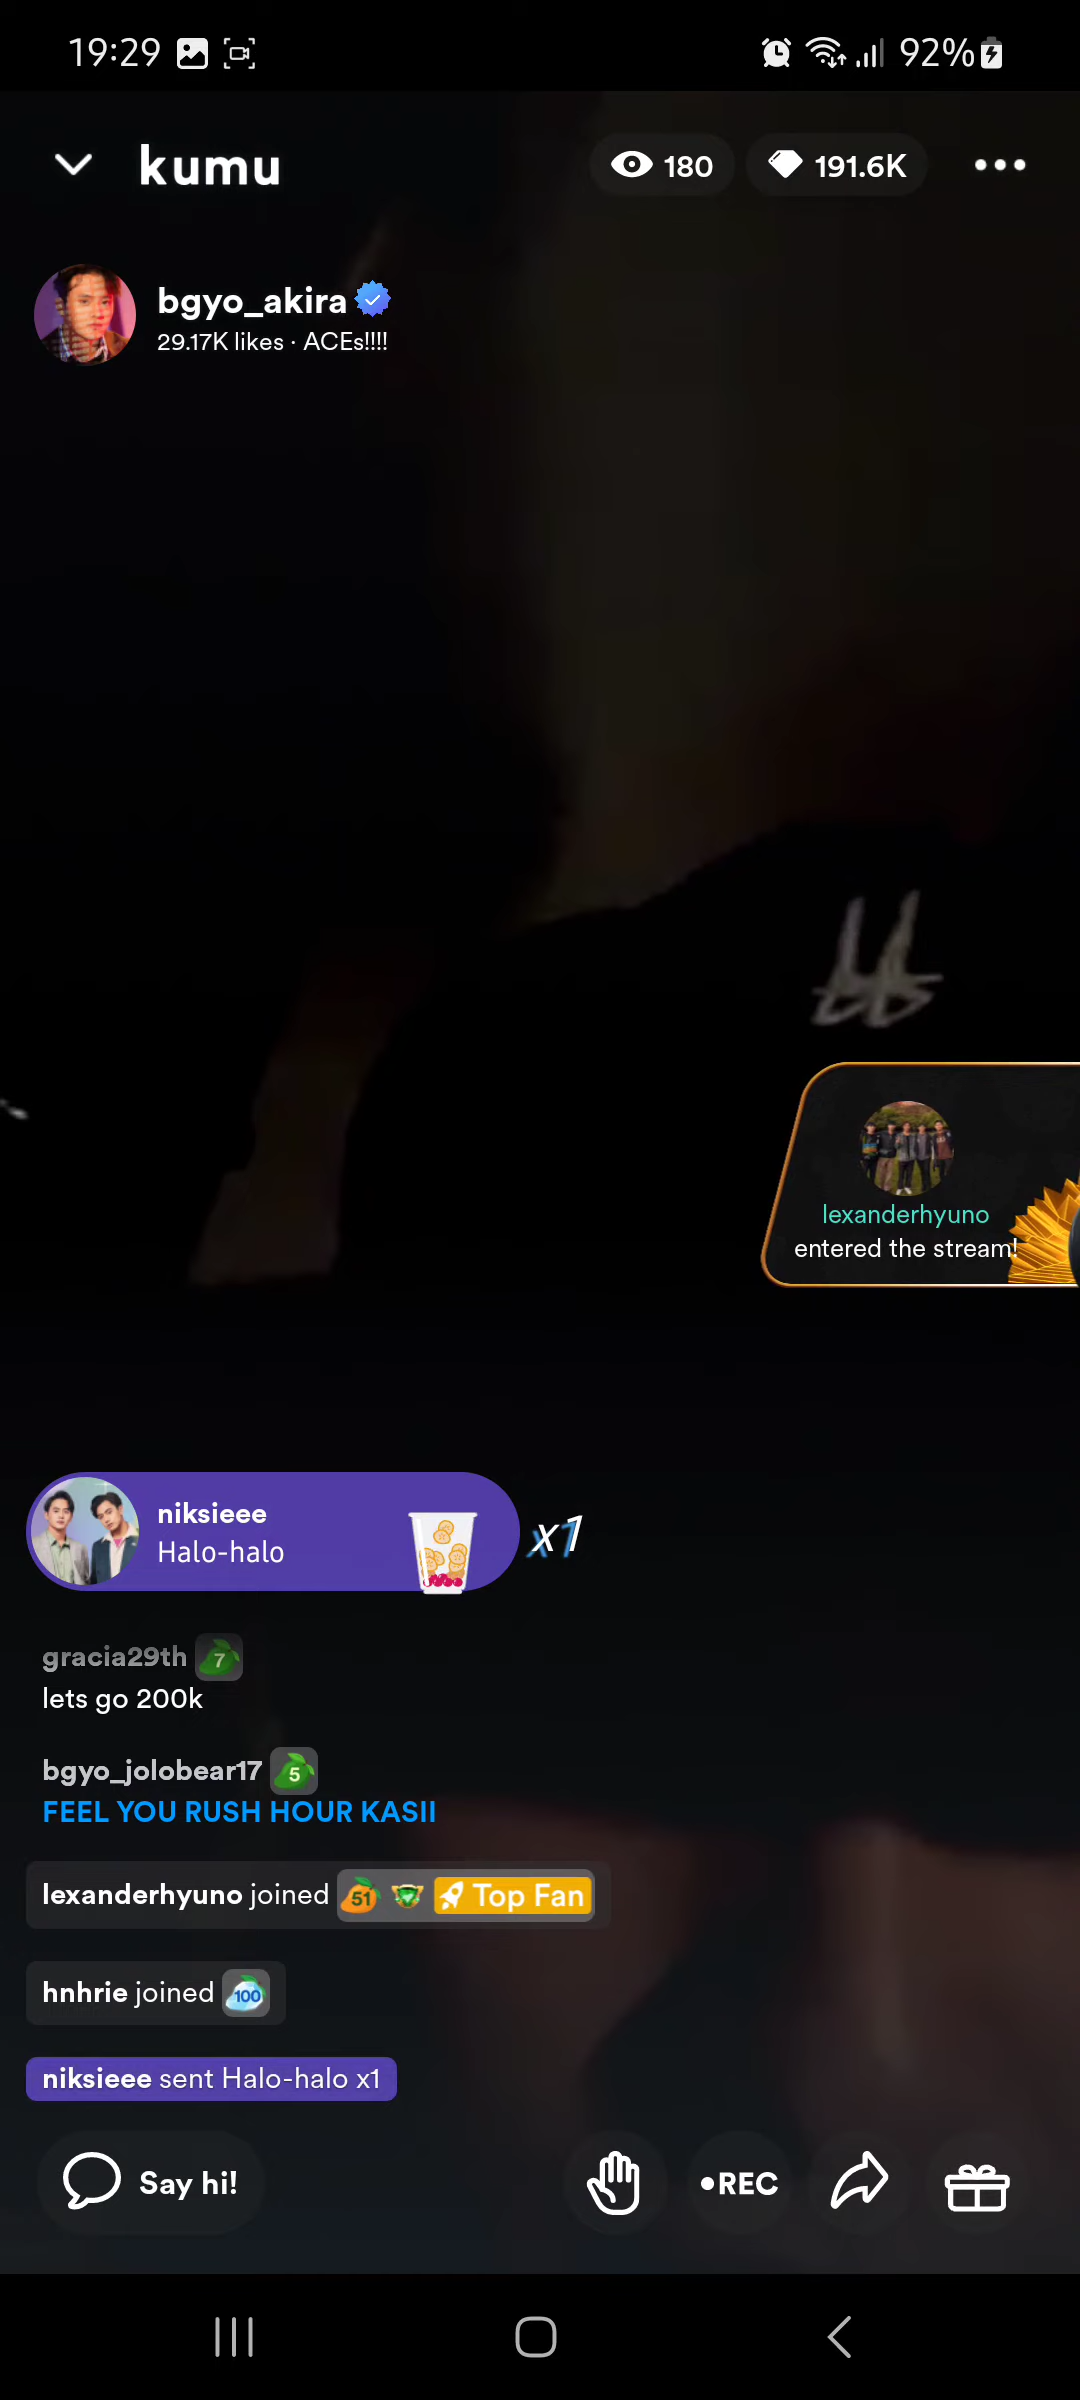 19:29
92%
kumu
180
191.6K
bgyo_akira
29.17K likes · ACEs!!!!
lexanderhyuno
entered the stream!
niksieee
Halo-halo
x1
gracia29th 7
lets go 200k
bgyo_jolobear17 5
FEEL YOU RUSH HOUR KASII
lexanderhyuno joined 51 Top Fan
hnhrie joined 100
niksieee sent Halo-halo x1
Say hi!
•REC